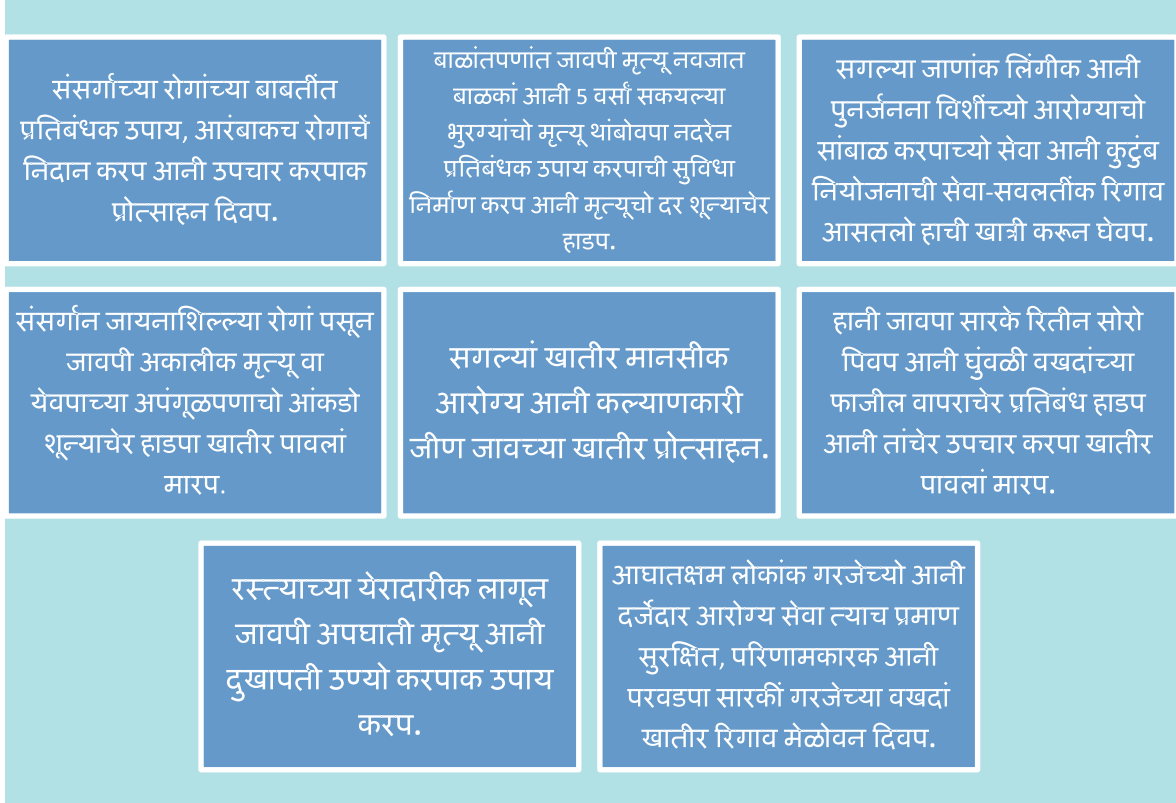 संसर्गाच्या रोगांच्या बाबतींत
प्रतिबंधक उपाय, आरंबाकच रोगाचें
निदान करप आनी उपचार करपाक
प्रोत्साहन दिवप.
बाळांतपणांत जावपी मृत्यू नवजात
बाळकां आनी 5 वर्सां सकयल्या
भुरग्यांचो मृत्यू थांबोवपा नदरेन
प्रतिबंधक उपाय करपाची सुविधा
निर्माण करप आनी मृत्यूचो दर शून्याचेर
हाडप.
सगल्या जाणांक लिंगीक आनी
पुनर्जनना विशींच्यो आरोग्याचो
सांबाळ करपाच्यो सेवा आनी कुटुंब
नियोजनाची सेवा-सवलतींक रिगाव
आसतलो हाची खात्री करून घेवप.
संसर्गान जायनाशिल्ल्या रोगां पसून
जावपी अकालीक मृत्यू वा
येवपाच्या अपंगूळपणाचो आंकडो
शून्याचेर हाडपा खातीर पावलां
मारप.
सगल्यां खातीर मानसीक
आरोग्य आनी कल्याणकारी
जीण जावच्या खातीर प्रोत्साहन.
हानी जावपा सारके रितीन सोरो
पिवप आनी घुंवळी वखदांच्या
फाजील वापराचेर प्रतिबंध हाडप
आनी तांचेर उपचार करपा खातीर
पावलां मारप.
रस्त्याच्या येरादारीक लागून
जावपी अपघाती मृत्यू आनी
दुखापती उण्यो करपाक उपाय
करप.
आघातक्षम लोकांक गरजेच्यो आनी
दर्जेदार आरोग्य सेवा त्याच प्रमाण
सुरक्षित, परिणामकारक आनी
परवडपा सारकीं गरजेच्या वखदां
खातीर रिगाव मेळोवन दिवप.